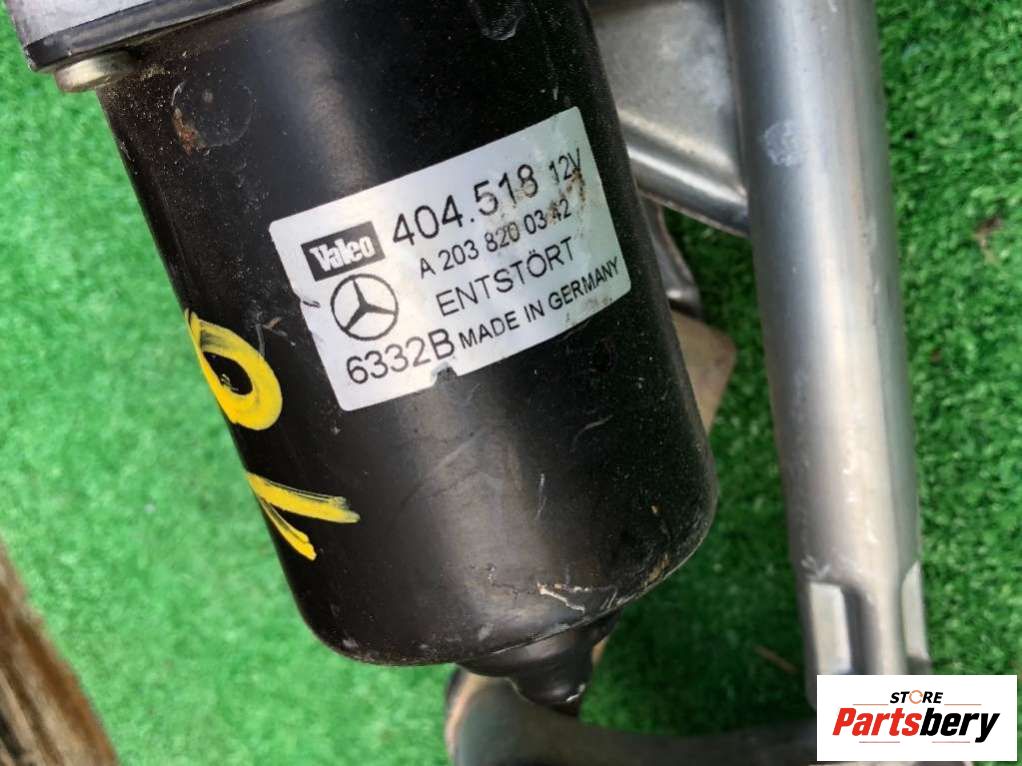 Valeo 404.518 12V
A 203 820 03 42
ENTSTÖRT
6332B MADE IN GERMANY
STORE
Partsbery